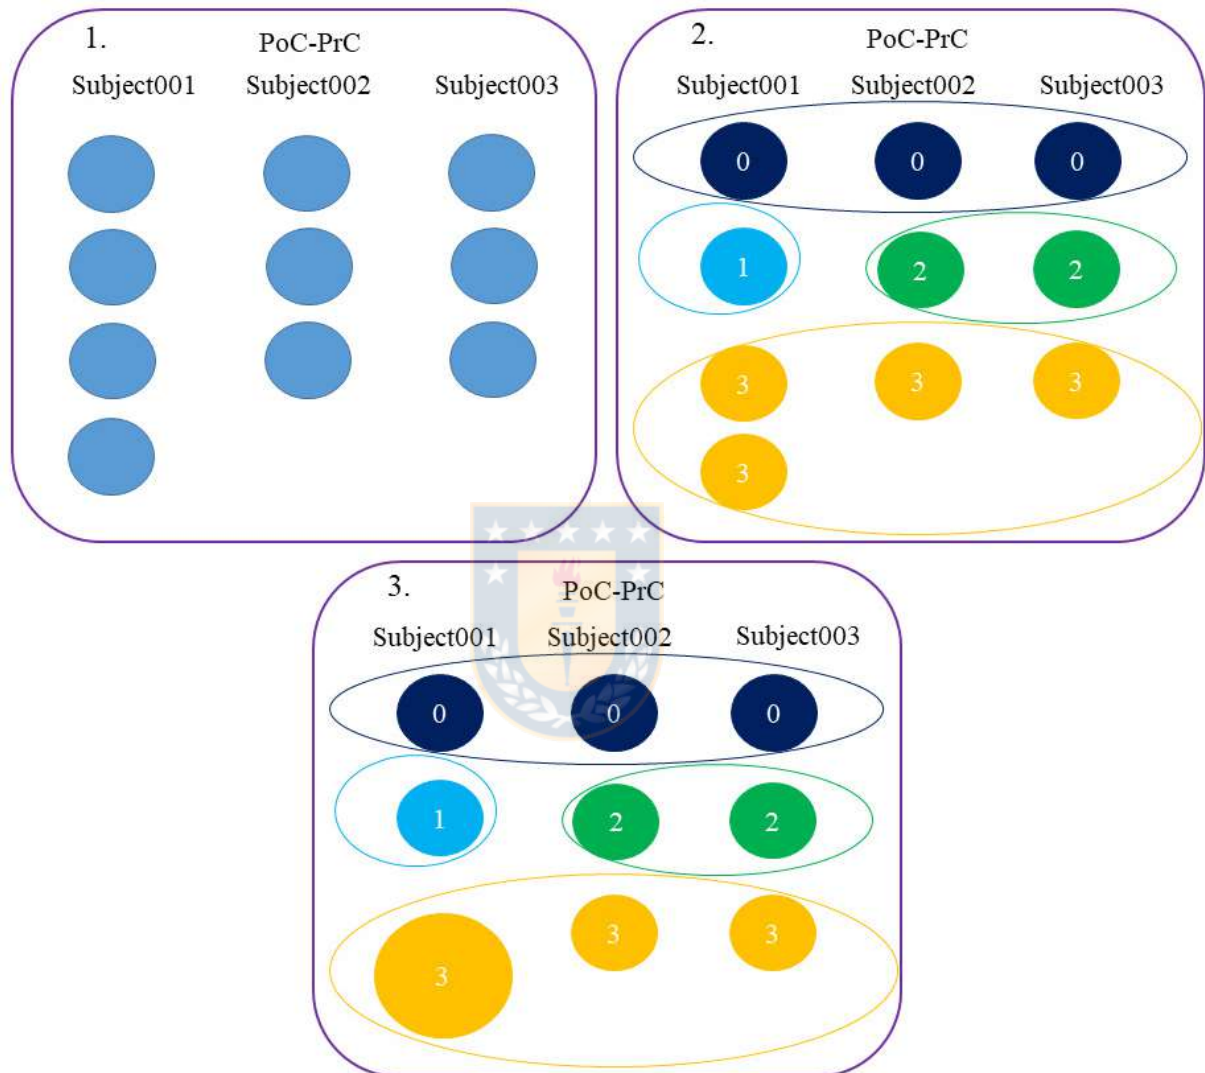 1.
PoC-PrC
Subject001 Subject002 Subject003
2.
PoC-PrC
Subject001 Subject002 Subject003
0 0 0
1 2 2
3 3 3
3
3.
PoC-PrC
Subject001 Subject002 Subject003
0 0 0
1 2 2
3 3 3